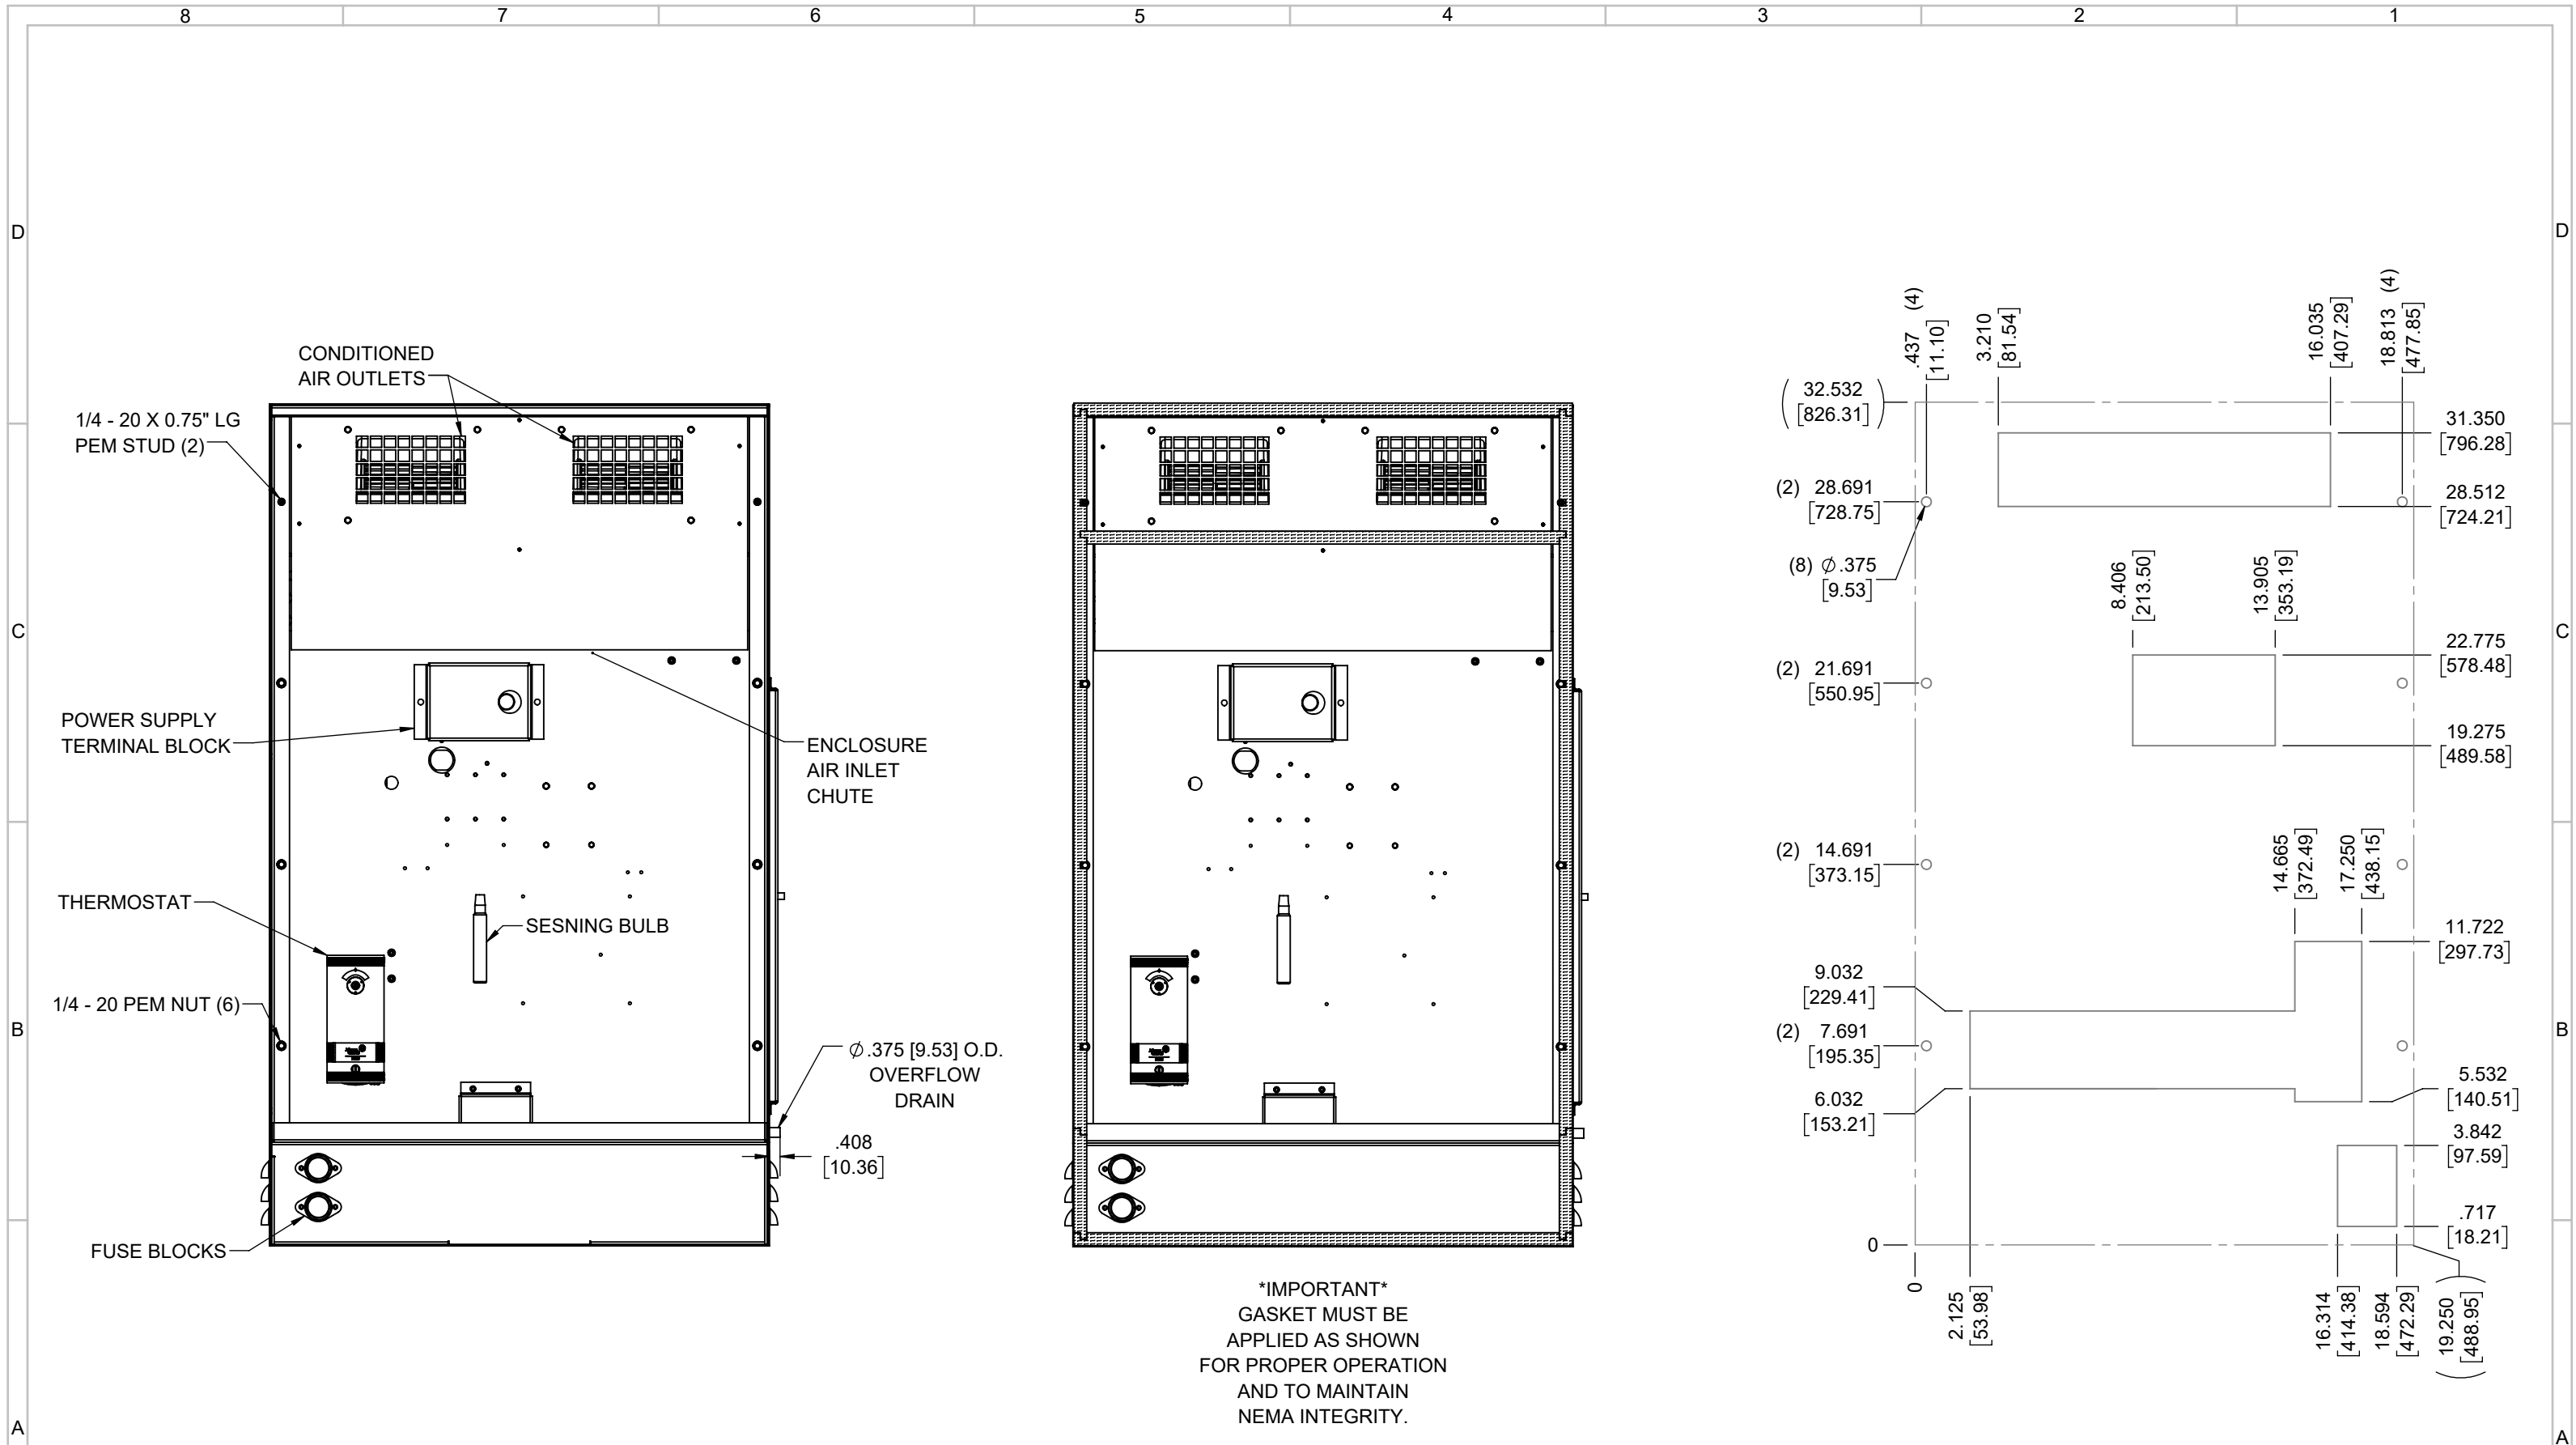 8 7 6 5 4 3 2 1
D
D
C
C
B
B
A
A
CONDITIONED
AIR OUTLETS
1/4 - 20 X 0.75" LG
PEM STUD (2)
POWER SUPPLY
TERMINAL BLOCK
ENCLOSURE
AIR INLET
CHUTE
THERMOSTAT
SESNING BULB
1/4 - 20 PEM NUT (6)
Ø.375 [9.53] O.D.
OVERFLOW
DRAIN
.408
[10.36]
FUSE BLOCKS
*IMPORTANT*
GASKET MUST BE
APPLIED AS SHOWN
FOR PROPER OPERATION
AND TO MAINTAIN
NEMA INTEGRITY.
.437 (4)
[11.10]
3.210
[81.54]
16.035
[407.29]
18.813 (4)
[477.85]
(32.532
[826.31])
31.350
[796.28]
(2) 28.691
[728.75]
28.512
[724.21]
(8) Ø.375
[9.53]
8.406
[213.50]
13.905
[353.19]
22.775
[578.48]
(2) 21.691
[550.95]
19.275
[489.58]
(2) 14.691
[373.15]
14.665
[372.49]
17.250
[438.15]
11.722
[297.73]
9.032
[229.41]
(2) 7.691
[195.35]
6.032
[153.21]
5.532
[140.51]
3.842
[97.59]
.717
[18.21]
0
0
2.125
[53.98]
16.314
[414.38]
18.594
[472.29]
(19.250
[488.95])